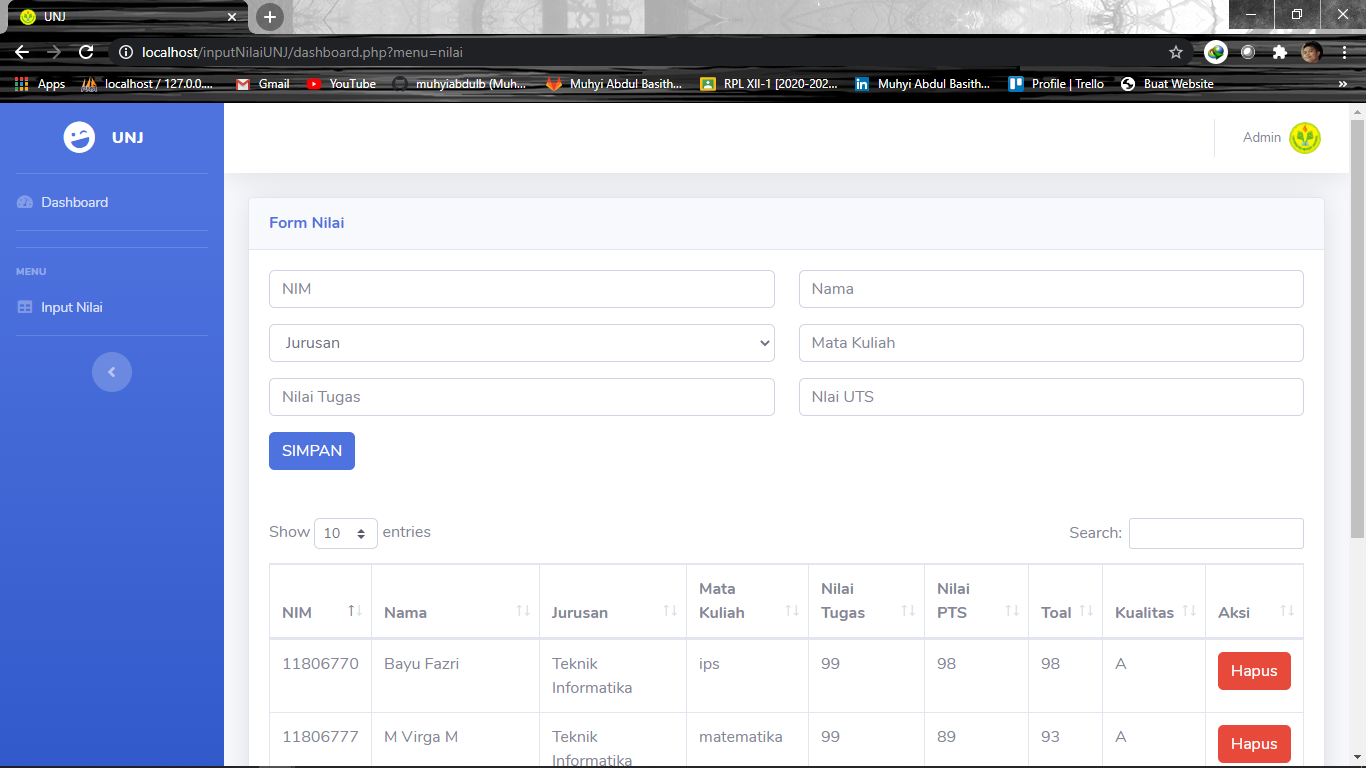 UNJ
localhost/inputNilaiUNJ/dashboard.php?menu=nilai
Apps localhost / 127.0.0.... Gmail YouTube muhyiabdulb (Muh... Muhyi Abdul Basith... RPL XII-1 [2020-202... Muhyi Abdul Basith... Profile | Trello Buat Website »
UNJ
Admin
Dashboard
MENU
Input Nilai
Form Nilai
NIM Nama
Jurusan Mata Kuliah
Nilai Tugas NIai UTS
SIMPAN
Show 10 entries Search:
NIM Nama Jurusan Mata Kuliah Nilai Tugas Nilai PTS Toal Kualitas Aksi
11806770 Bayu Fazri Teknik Informatika ips 99 98 98 A Hapus
11806777 M Virga M Teknik Informatika matematika 99 89 93 A Hapus